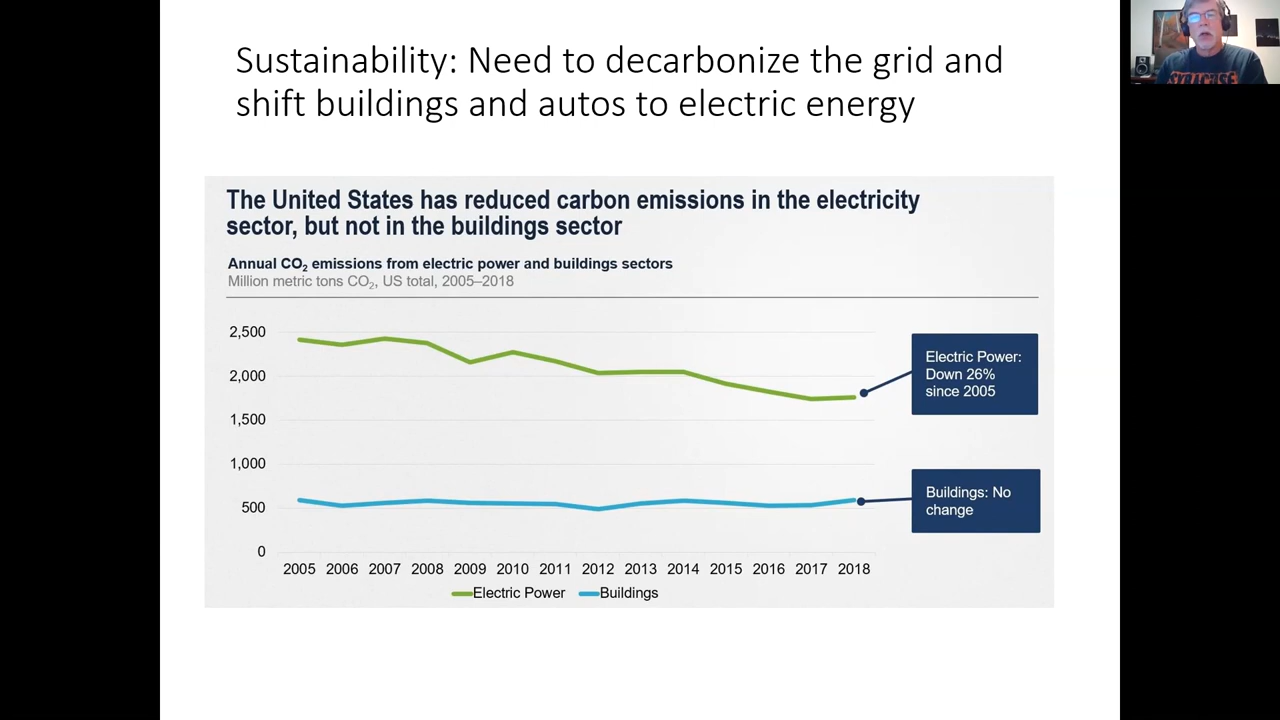 Sustainability: Need to decarbonize the grid and
shift buildings and autos to electric energy
The United States has reduced carbon emissions in the electricity
sector, but not in the buildings sector
Annual CO₂ emissions from electric power and buildings sectors
Million metric tons CO₂, US total, 2005–2018
2,500
2,000
1,500
1,000
500
0
2005 2006 2007 2008 2009 2010 2011 2012 2013 2014 2015 2016 2017 2018
Electric Power Buildings
Electric Power:
Down 26%
since 2005
Buildings: No
change
SYRACUSE